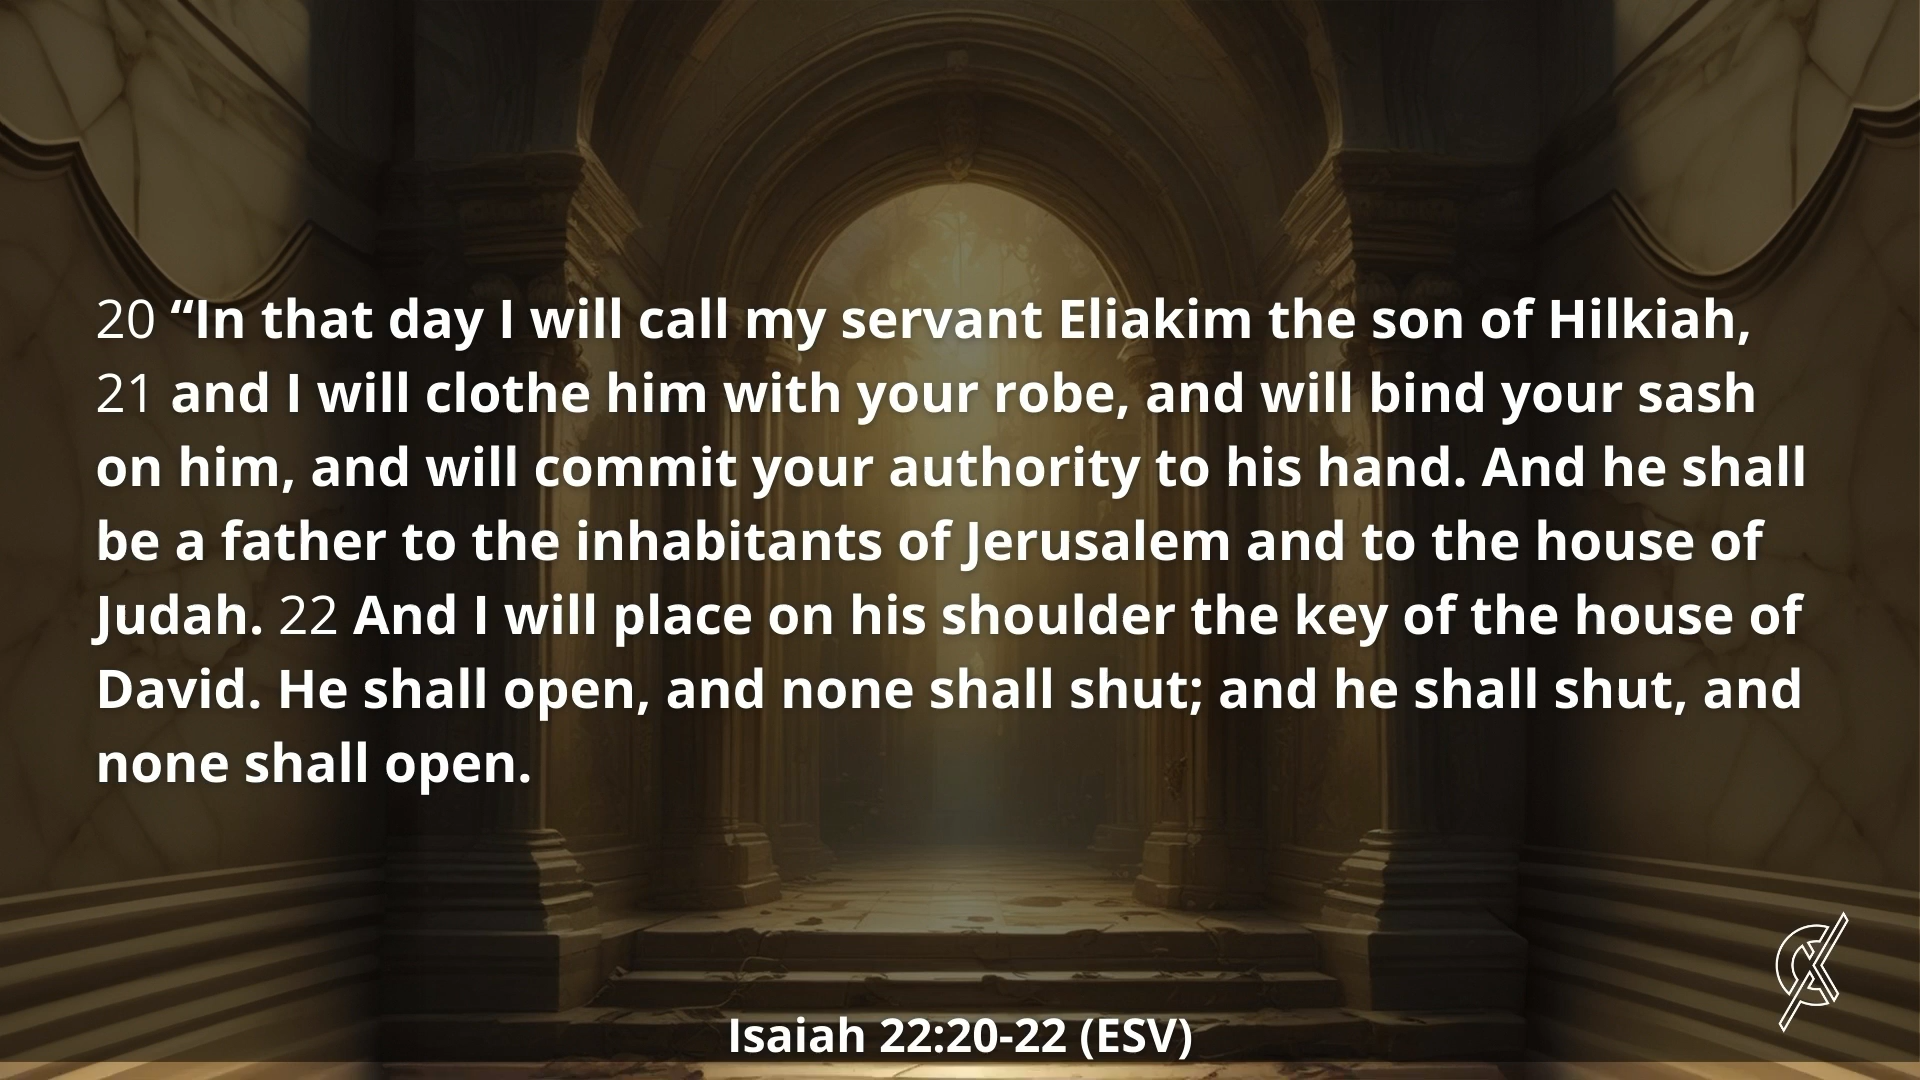 20 “In that day I will call my servant Eliakim the son of Hilkiah,
21 and I will clothe him with your robe, and will bind your sash
on him, and will commit your authority to his hand. And he shall
be a father to the inhabitants of Jerusalem and to the house of
Judah. 22 And I will place on his shoulder the key of the house of
David. He shall open, and none shall shut; and he shall shut, and
none shall open.
Isaiah 22:20-22 (ESV)